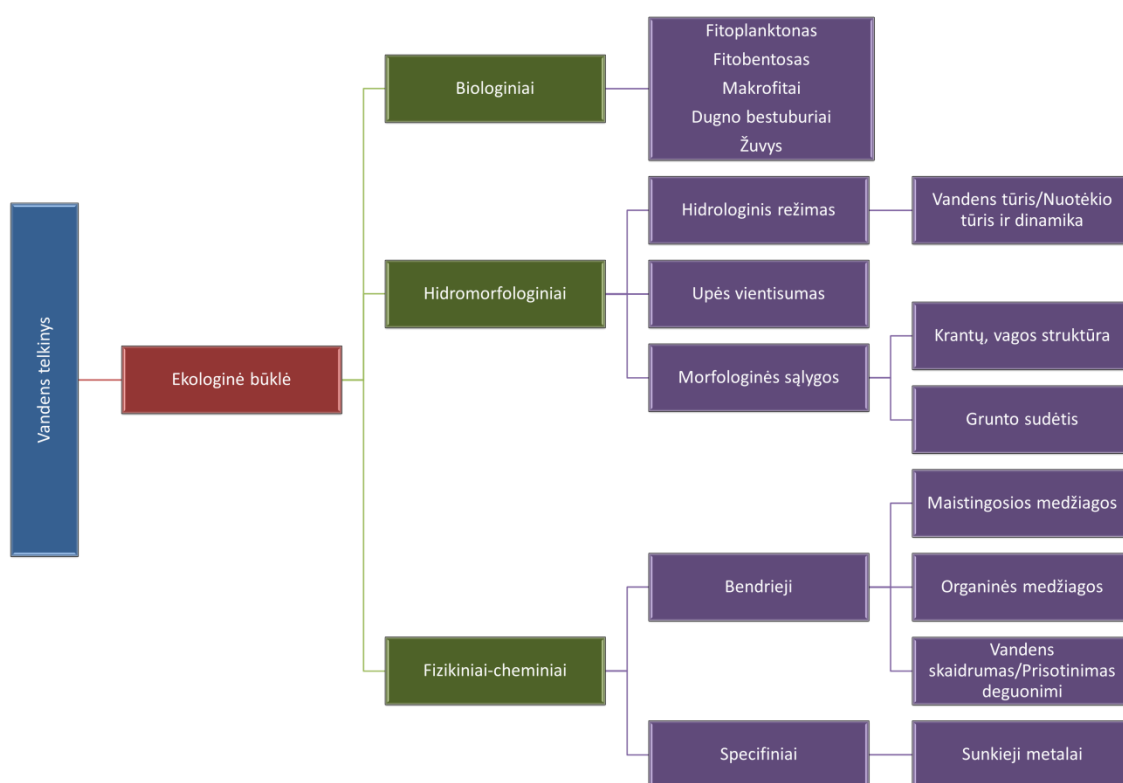 Vandens telkinys
Ekologinė būklė
Biologiniai
Fitoplanktonas
Fitobentosas
Makrofitai
Dugno bestuburiai
Žuvys
Hidromorfologiniai
Hidrologinis režimas
Vandens tūris/Nuotėkio
tūris ir dinamika
Upės vientisumas
Morfologinės sąlygos
Krantų, vagos struktūra
Grunto sudėtis
Fizikiniai-cheminiai
Bendrieji
Maistingosios medžiagos
Organinės medžiagos
Vandens
skaidrumas/Prisotinimas
deguonimi
Specifiniai
Sunkieji metalai